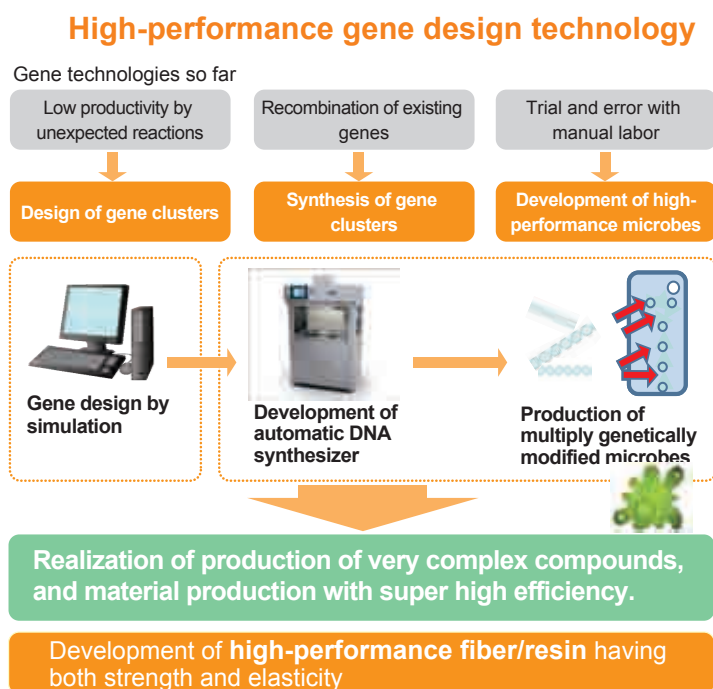 High-performance gene design technology
Gene technologies so far
Low productivity by
unexpected reactions
Recombination of existing
genes
Trial and error with
manual labor
Design of gene clusters
Synthesis of gene
clusters
Development of high-
performance microbes
Gene design by
simulation
Development of
automatic DNA
synthesizer
Production of
multiply genetically
modified microbes
Realization of production of very complex compounds,
and material production with super high efficiency.
Development of high-performance fiber/resin having
both strength and elasticity